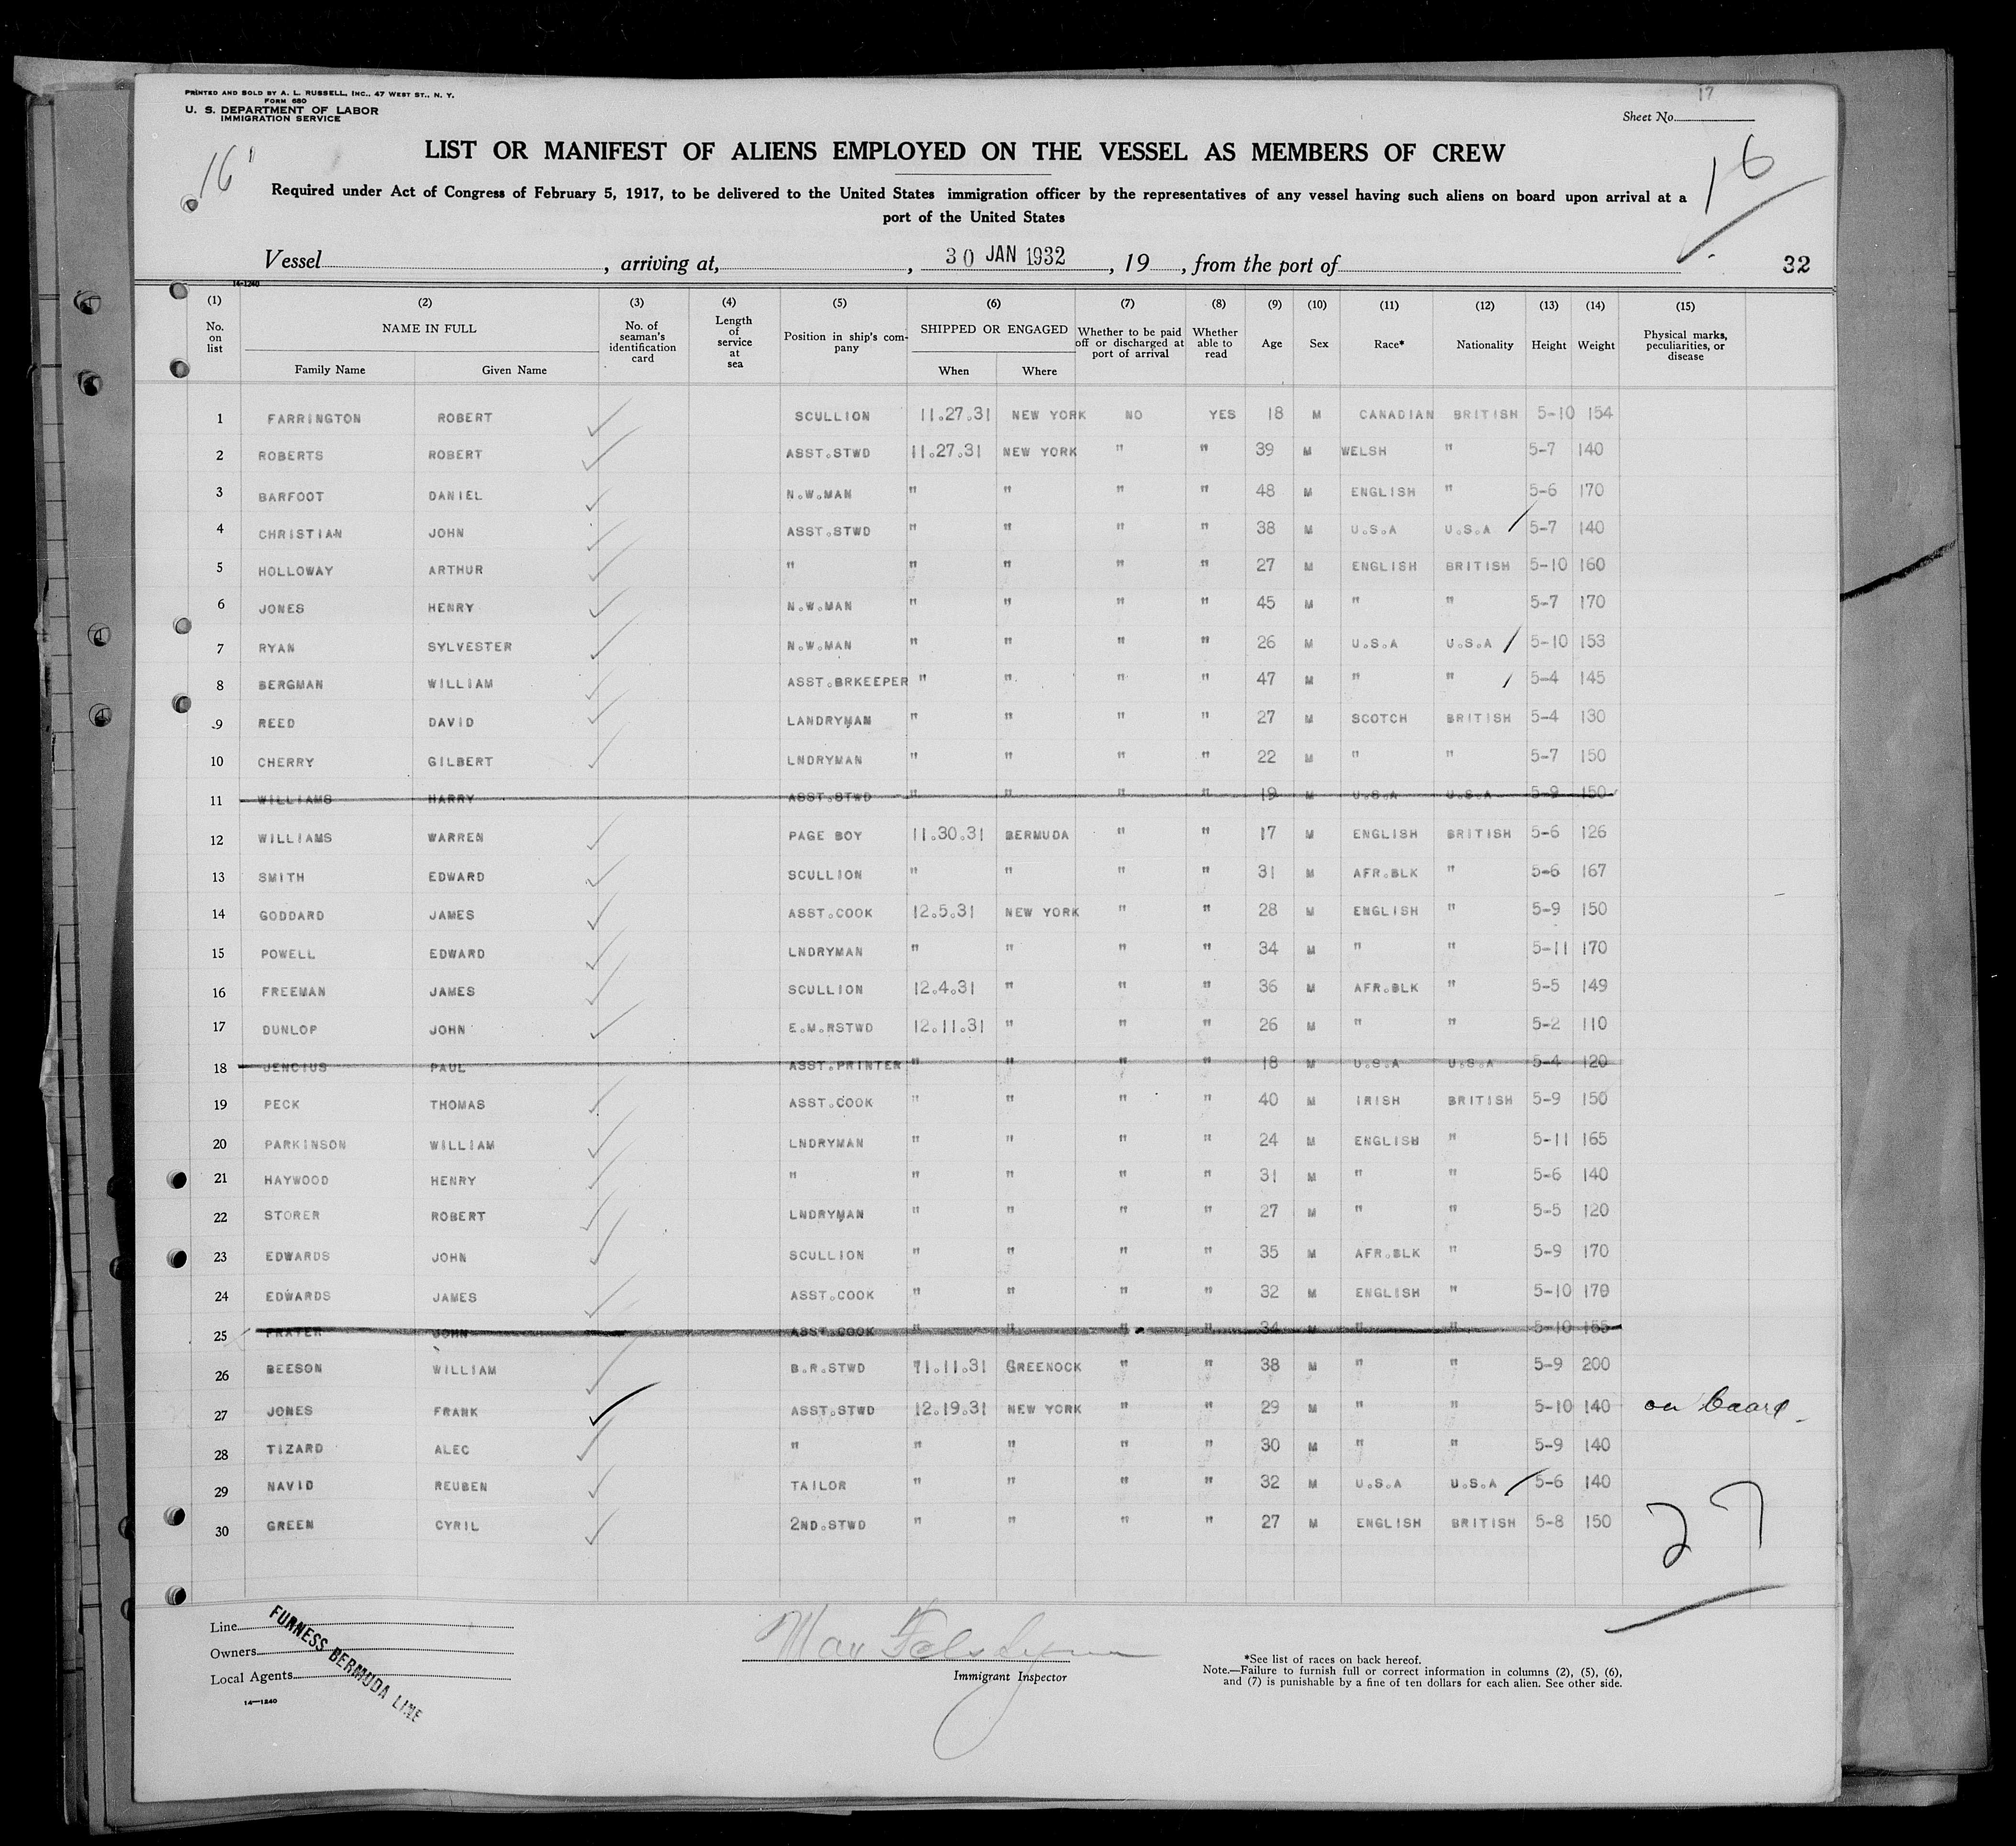 PRINTED AND SOLD BY A. L. RUSSELL, INC., 47 WEST ST., N. Y.
FORM 680
U. S. DEPARTMENT OF LABOR
IMMIGRATION SERVICE
17
Sheet No.
16
16
LIST OR MANIFEST OF ALIENS EMPLOYED ON THE VESSEL AS MEMBERS OF CREW
Required under Act of Congress of February 5, 1917, to be delivered to the United States immigration officer by the representatives of any vessel having such aliens on board upon arrival at a
port of the United States
Vessel , arriving at, , 30 JAN 1932 , 19 , from the port of 32
14-1240
(1) (2) (3) (4) (5) (6) (7) (8) (9) (10) (11) (12) (13) (14) (15)
No. on list NAME IN FULL No. of seaman's identification card Length of service at sea Position in ship's company SHIPPED OR ENGAGED Whether to be paid off or discharged at port of arrival Whether able to read Age Sex Race* Nationality Height Weight Physical marks, peculiarities, or disease
Family Name Given Name When Where
1 FARRINGTON ROBERT SCULLION 11.27.31 NEW YORK NO YES 18 M CANADIAN BRITISH 5-10 154
2 ROBERTS ROBERT ASST.STWD 11.27.31 NEW YORK " " 39 M WELSH " 5-7 140
3 BARFOOT DANIEL N.W.MAN " " " " 48 M ENGLISH " 5-6 170
4 CHRISTIAN JOHN ASST.STWD " " " " 38 M U.S.A U.S.A 5-7 140
5 HOLLOWAY ARTHUR " " " " " 27 M ENGLISH BRITISH 5-10 160
6 JONES HENRY N.W.MAN " " " " 45 M " " 5-7 170
7 RYAN SYLVESTER N.W.MAN " " " " 26 M U.S.A U.S.A 5-10 153
8 BERGMAN WILLIAM ASST.BRKEEPER " " " " 47 M " " 5-4 145
9 REED DAVID LANDRYMAN " " " " 27 M SCOTCH BRITISH 5-4 130
10 CHERRY GILBERT LNDRYMAN " " " " 22 M " " 5-7 150
11 WILLIAMS HARRY ASST.STWD " " " " 19 M U.S.A U.S.A 5-9 150
12 WILLIAMS WARREN PAGE BOY 11.30.31 BERMUDA " " 17 M ENGLISH BRITISH 5-6 126
13 SMITH EDWARD SCULLION " " " " 31 M AFR.BLK " 5-6 167
14 GODDARD JAMES ASST.COOK 12.5.31 NEW YORK " " 28 M ENGLISH " 5-9 150
15 POWELL EDWARD LNDRYMAN " " " " 34 M " " 5-11 170
16 FREEMAN JAMES SCULLION 12.4.31 " " " 36 M AFR.BLK " 5-5 149
17 DUNLOP JOHN E.M.RSTWD 12.11.31 " " " 26 M " " 5-2 110
18 JENCIUS PAUL ASST.PRINTER " " " " 18 M U.S.A U.S.A 5-4 120
19 PECK THOMAS ASST.COOK " " " " 40 M IRISH BRITISH 5-9 150
20 PARKINSON WILLIAM LNDRYMAN " " " " 24 M ENGLISH " 5-11 165
21 HAYWOOD HENRY " " " " " 31 M " " 5-6 140
22 STORER ROBERT LNDRYMAN " " " " 27 M " " 5-5 120
23 EDWARDS JOHN SCULLION " " " " 35 M AFR.BLK " 5-9 170
24 EDWARDS JAMES ASST.COOK " " " " 32 M ENGLISH " 5-10 170
25 PRATER JOHN ASST.COOK " " " " 34 M " " 5-10 155
26 BEESON WILLIAM B.R.STWD 11.11.31 GREENOCK " " 38 M " " 5-9 200
27 JONES FRANK ASST.STWD 12.19.31 NEW YORK " " 29 M " " 5-10 140 on board
28 TIZARD ALEC " " " " " 30 M " " 5-9 140
29 NAVID REUBEN TAILOR " " " " 32 M U.S.A U.S.A 5-6 140
30 GREEN CYRIL 2ND.STWD " " " " 27 M ENGLISH BRITISH 5-8 150
27
Line
Owners
Local Agents
FURNESS BERMUDA LINE
14-1240
Immigrant Inspector
*See list of races on back hereof.
Note.—Failure to furnish full or correct information in columns (2), (5), (6),
and (7) is punishable by a fine of ten dollars for each alien. See other side.